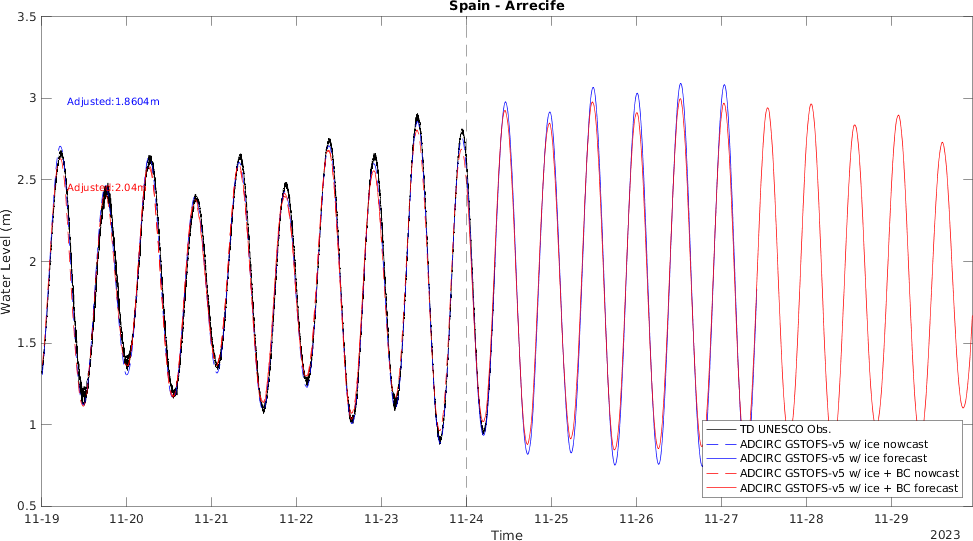 Spain - Arrecife
3.5
3
2.5
2
1.5
1
0.5
Water Level (m)
Adjusted:1.8604m
Adjusted:2.04m
TD UNESCO Obs.
ADCIRC GSTOFS-v5 w/ ice nowcast
ADCIRC GSTOFS-v5 w/ ice forecast
ADCIRC GSTOFS-v5 w/ ice + BC nowcast
ADCIRC GSTOFS-v5 w/ ice + BC forecast
11-19 11-20 11-21 11-22 11-23 11-24 11-25 11-26 11-27 11-28 11-29
Time
2023